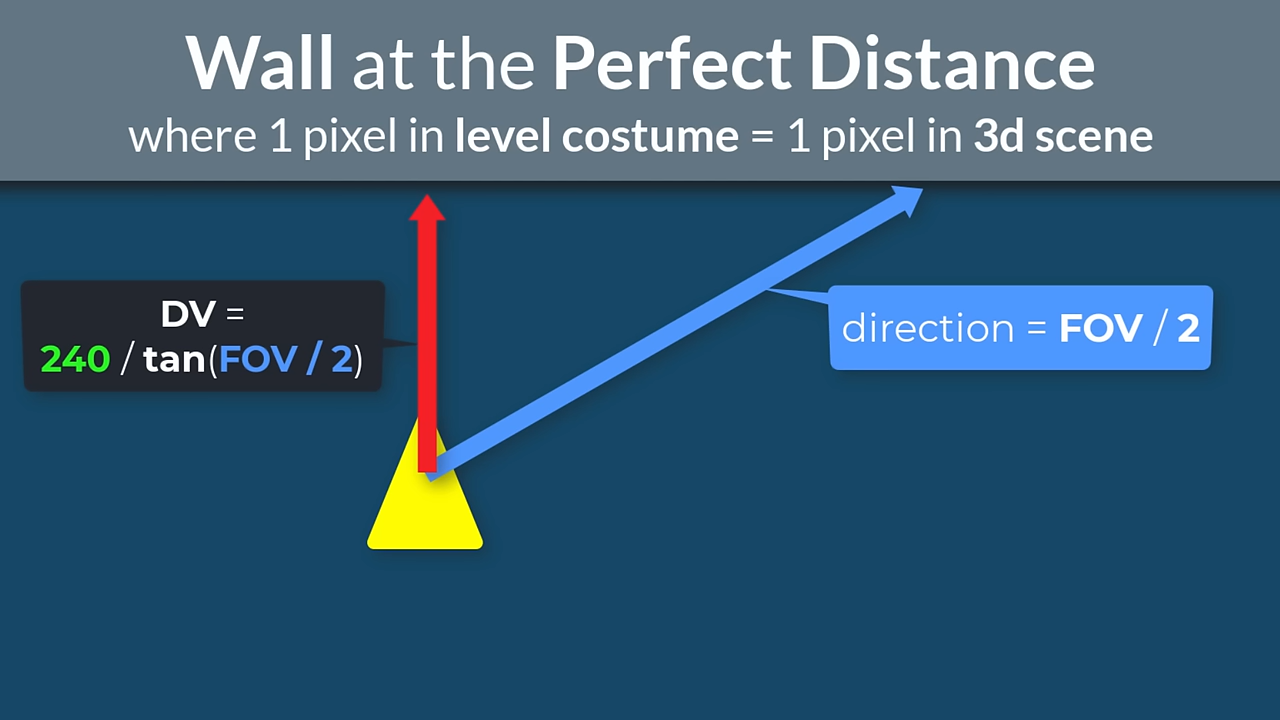 Wall at the Perfect Distance
where 1 pixel in level costume = 1 pixel in 3d scene
DV =
240 / tan(FOV / 2)
direction = FOV / 2